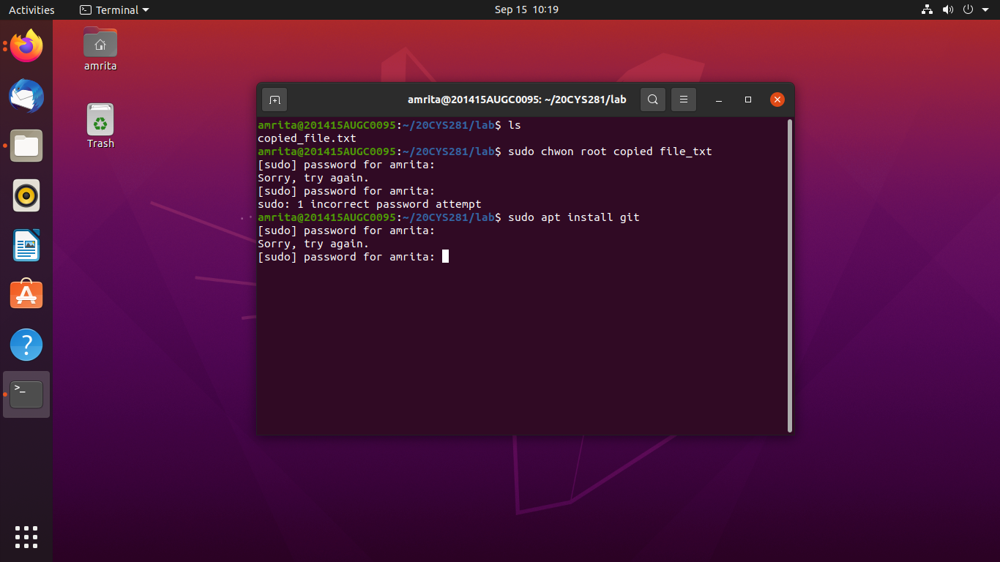 Activities Terminal Sep 15 10:19
amrita
Trash
amrita@201415AUGC0095: ~/20CYS281/lab
amrita@201415AUGC0095:~/20CYS281/lab$ ls
copied_file.txt
amrita@201415AUGC0095:~/20CYS281/lab$ sudo chwon root copied file_txt
[sudo] password for amrita:
Sorry, try again.
[sudo] password for amrita:
sudo: 1 incorrect password attempt
amrita@201415AUGC0095:~/20CYS281/lab$ sudo apt install git
[sudo] password for amrita:
Sorry, try again.
[sudo] password for amrita: